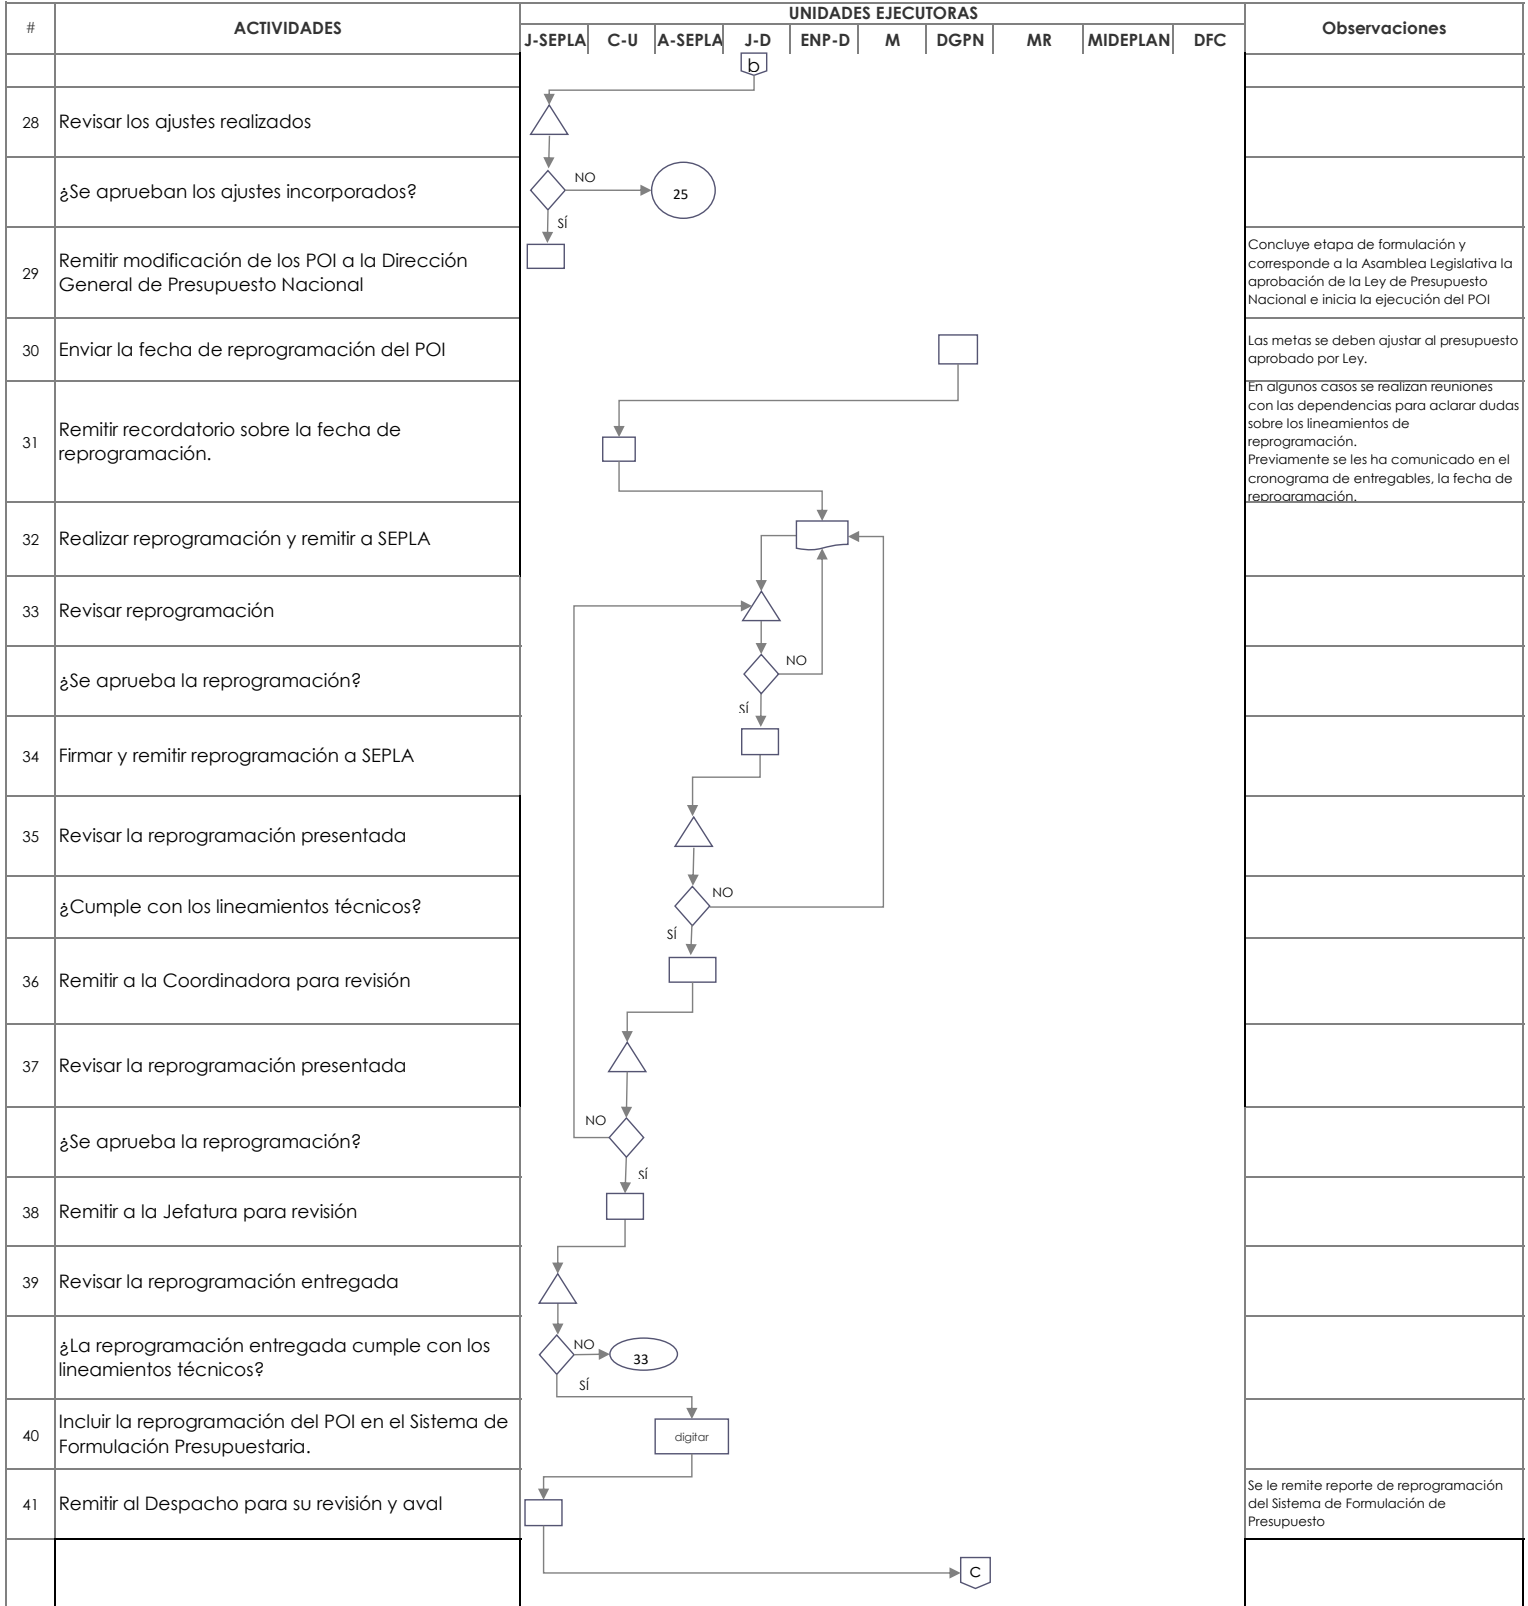 UNIDADES EJECUTORAS
# ACTIVIDADES Observaciones
J-SEPLA C-U A-SEPLA J-D ENP-D M DGPN MR MIDEPLAN DFC
b
28 Revisar los ajustes realizados
¿Se aprueban los ajustes incorporados?
NO
25
SÍ
29 Remitir modificación de los POI a la Dirección
General de Presupuesto Nacional
Concluye etapa de formulación y
corresponde a la Asamblea Legislativa la
aprobación de la Ley de Presupuesto
Nacional e inicia la ejecución del POI
30 Enviar la fecha de reprogramación del POI
Las metas se deben ajustar al presupuesto
aprobado por Ley.
31 Remitir recordatorio sobre la fecha de
reprogramación.
En algunos casos se realizan reuniones
con las dependencias para aclarar dudas
sobre los lineamientos de
reprogramación.
Previamente se les ha comunicado en el
cronograma de entregables, la fecha de
reprogramación.
32 Realizar reprogramación y remitir a SEPLA
33 Revisar reprogramación
¿Se aprueba la reprogramación?
NO
SÍ
34 Firmar y remitir reprogramación a SEPLA
35 Revisar la reprogramación presentada
¿Cumple con los lineamientos técnicos?
NO
SÍ
36 Remitir a la Coordinadora para revisión
37 Revisar la reprogramación presentada
¿Se aprueba la reprogramación?
NO
SÍ
38 Remitir a la Jefatura para revisión
39 Revisar la reprogramación entregada
¿La reprogramación entregada cumple con los
lineamientos técnicos?
NO
33
SÍ
40 Incluir la reprogramación del POI en el Sistema de
Formulación Presupuestaria.
digitar
41 Remitir al Despacho para su revisión y aval
Se le remite reporte de reprogramación
del Sistema de Formulación de
Presupuesto
C